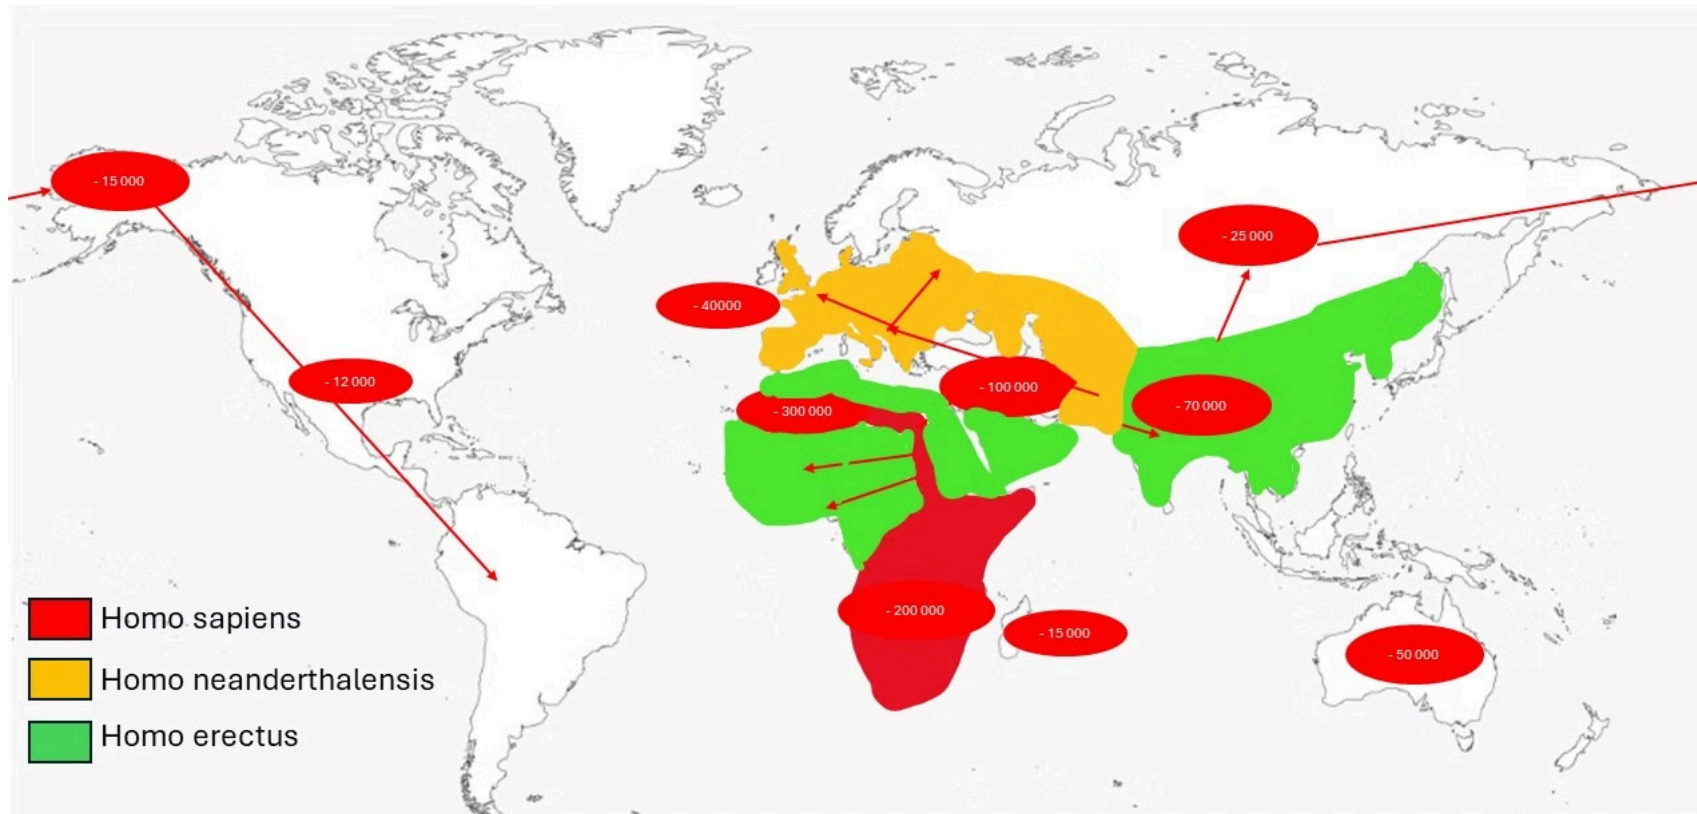 - 15 000
- 25 000
- 40000
- 12 000
- 100 000
- 300 000
- 70 000
- 200 000
- 15 000
- 50 000
Homo sapiens
Homo neanderthalensis
Homo erectus